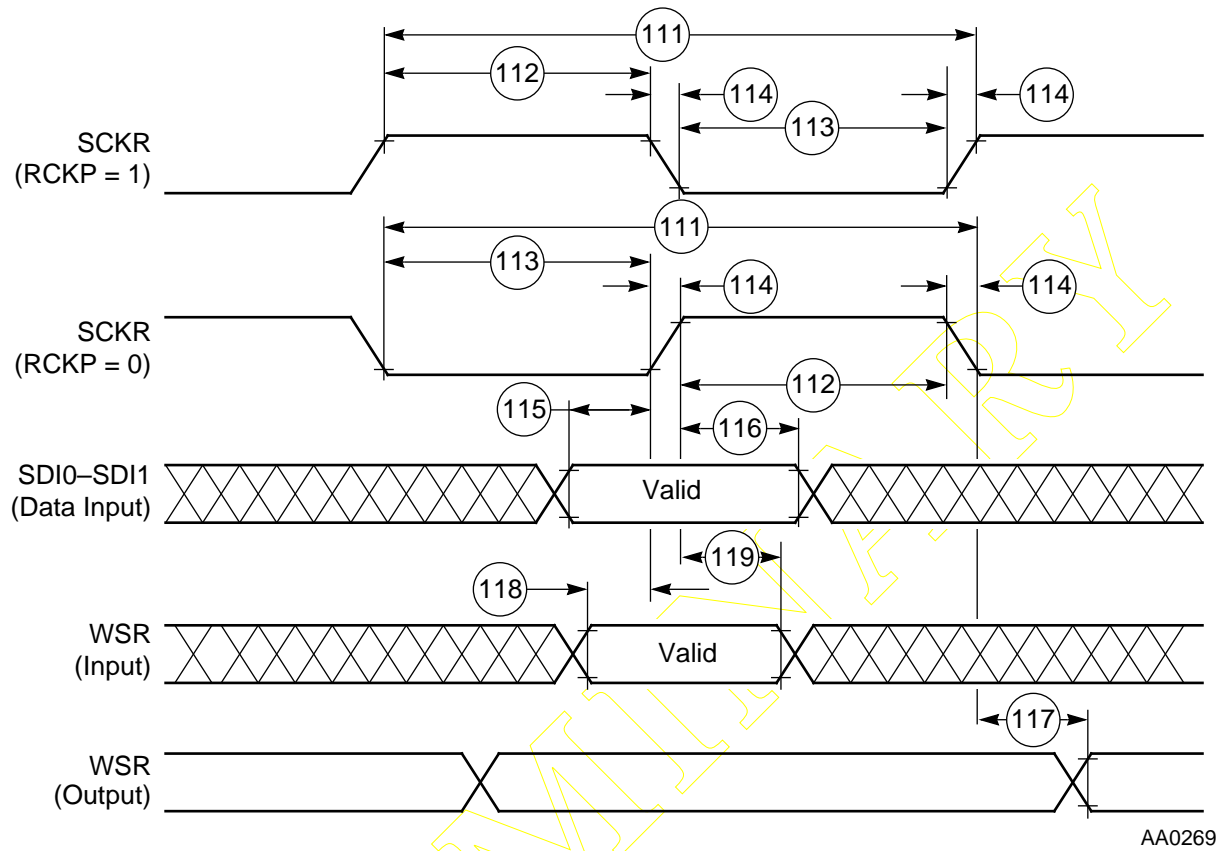 111
112
114
114
113
SCKR
(RCKP = 1)
111
113
114
114
SCKR
(RCKP = 0)
112
115
116
SDI0–SDI1
(Data Input)
Valid
119
118
WSR
(Input)
Valid
117
WSR
(Output)
AA0269